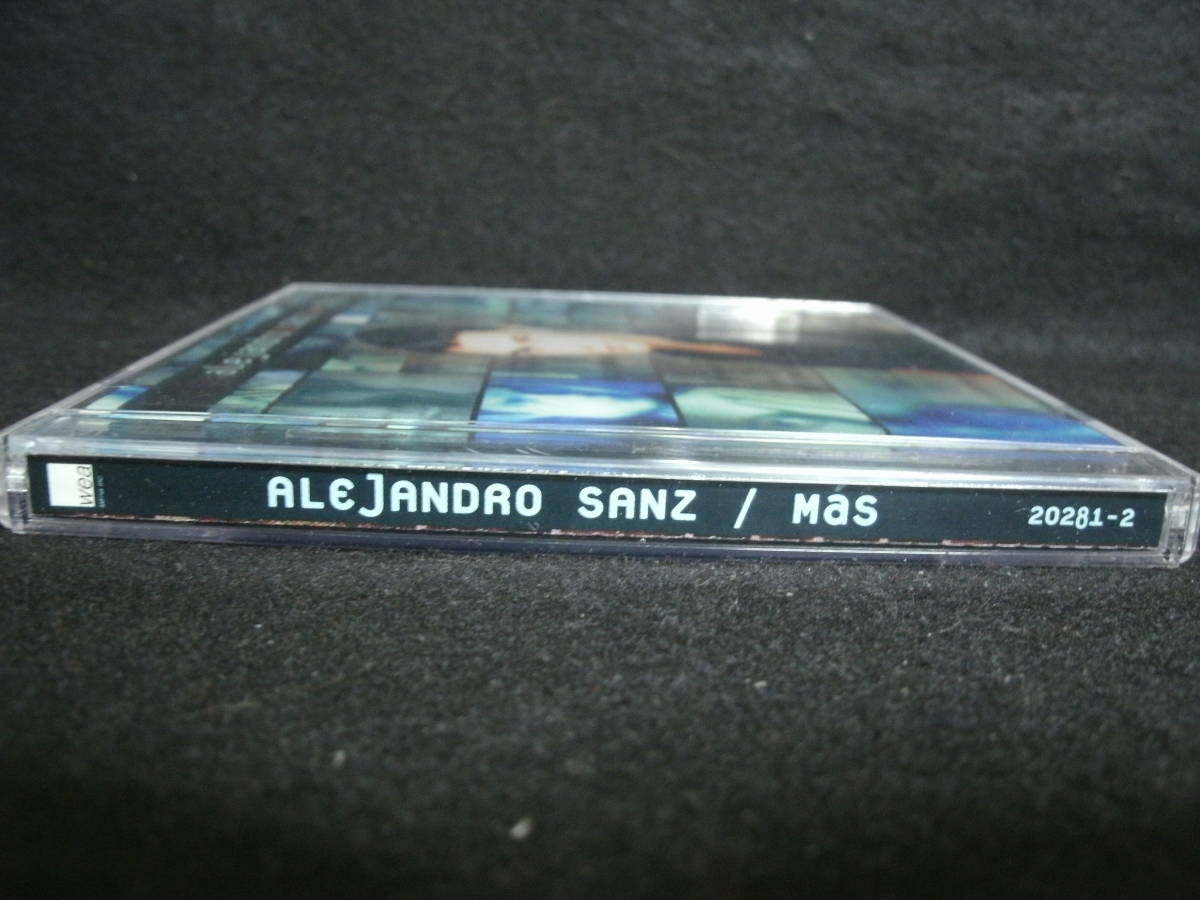 wea
ALEJANDRO SANZ / Más
20281-2